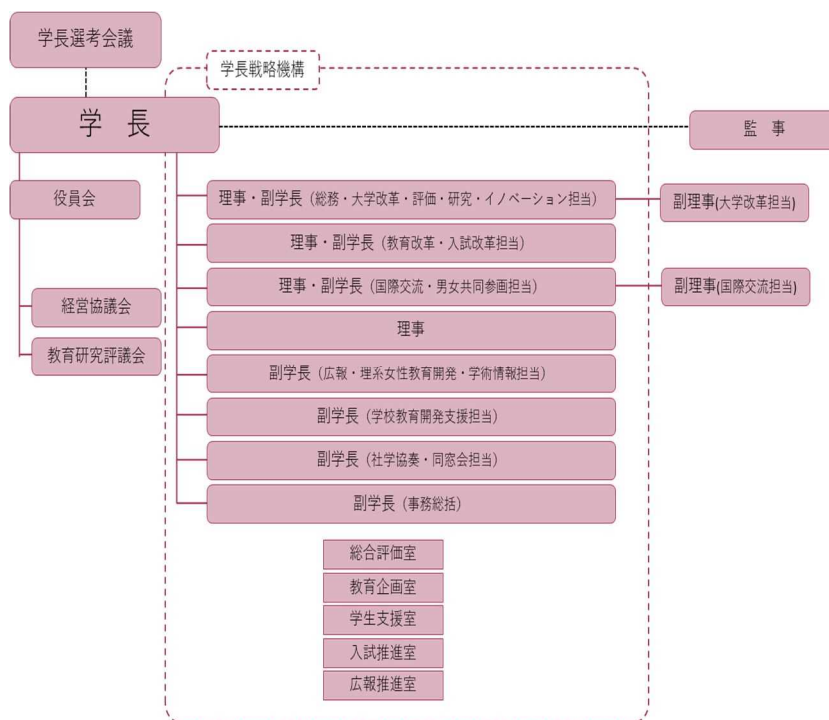 学長選考会議
学長戦略機構
学　長
監　事
役員会
理事・副学長（総務・大学改革・評価・研究・イノベーション担当）
副理事(大学改革担当)
理事・副学長（教育改革・入試改革担当）
理事・副学長（国際交流・男女共同参画担当）
副理事(国際交流担当)
経営協議会
理事
教育研究評議会
副学長（広報・理系女性教育開発・学術情報担当）
副学長（学校教育開発支援担当）
副学長（社学協奏・同窓会担当）
副学長（事務総括）
総合評価室
教育企画室
学生支援室
入試推進室
広報推進室